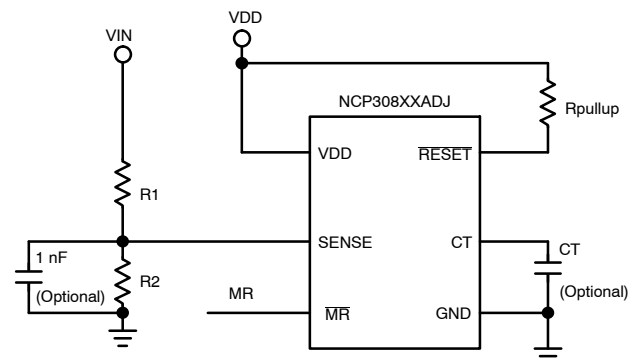 VDD
VIN
NCP308XXADJ
Rpullup
VDD
RESET
R1
SENSE
CT
CT
1 nF
R2
(Optional)
(Optional)
MR
MR
GND